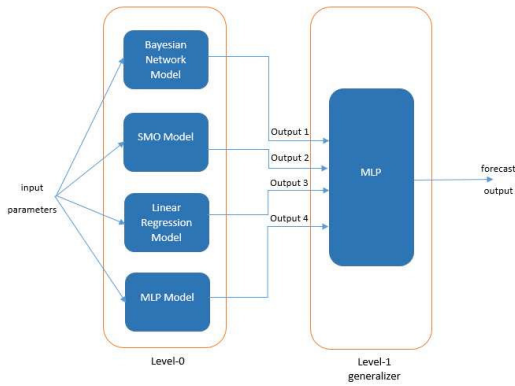 Bayesian
Network
Model
SMO Model
Linear
Regression
Model
MLP Model
input
parameters
Output 1
Output 2
Output 3
Output 4
MLP
forecast
output
Level-0
Level-1
generalizer